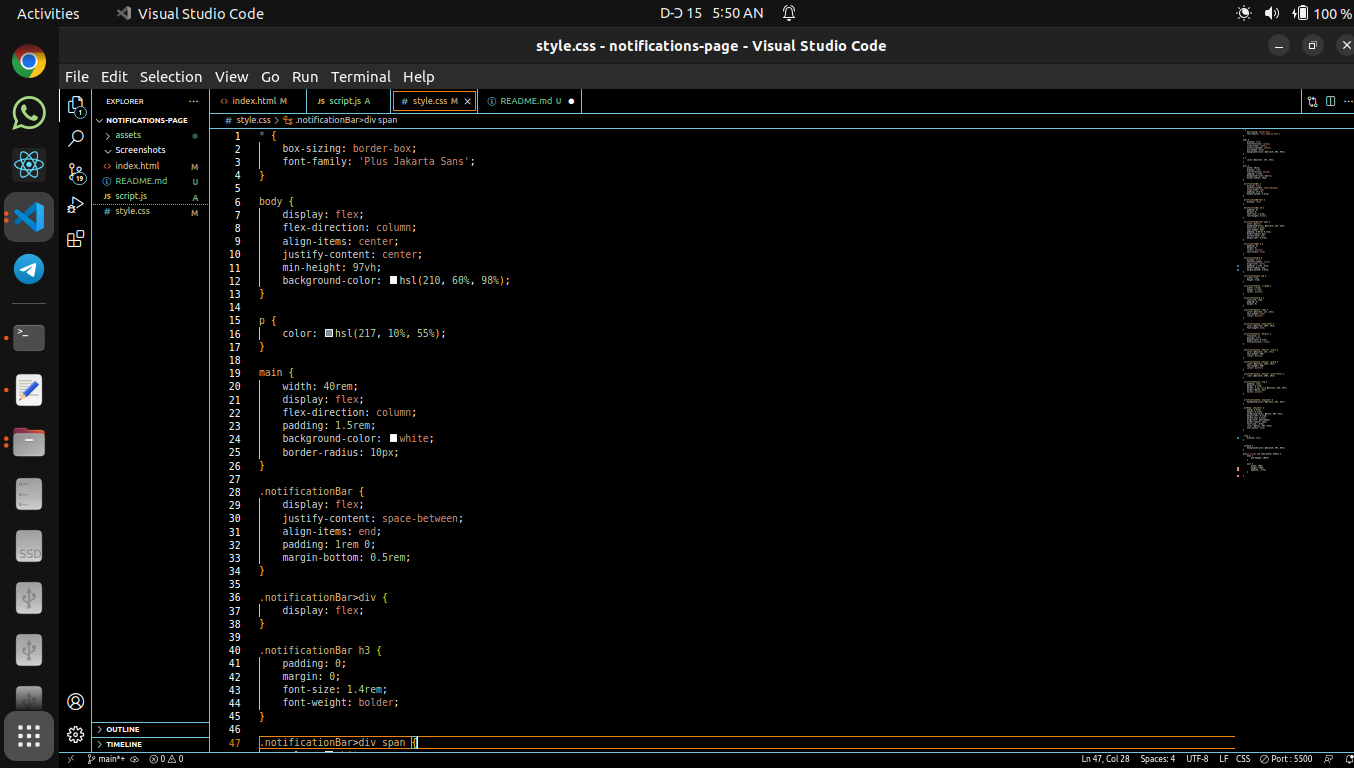 Activities
Visual Studio Code
5:50 AN
100 %
style.css - notifications-page - Visual Studio Code
File Edit Selection View Go Run Terminal Help
EXPLORER
NOTIFICATIONS-PAGE
assets
Screenshots
index.html M
README.md U
script.js A
style.css M
OUTLINE
TIMELINE
1
19
SSD
<> index.html M
JS script.js A
# style.css M
README.md U
# style.css > .notificationBar>div span
1 * {
2 box-sizing: border-box;
3 font-family: 'Plus Jakarta Sans';
4 }
5
6 body {
7 display: flex;
8 flex-direction: column;
9 align-items: center;
10 justify-content: center;
11 min-height: 97vh;
12 background-color: hsl(210, 60%, 98%);
13 }
14
15 p {
16 color: hsl(217, 10%, 55%);
17 }
18
19 main {
20 width: 40rem;
21 display: flex;
22 flex-direction: column;
23 padding: 1.5rem;
24 background-color: white;
25 border-radius: 10px;
26 }
27
28 .notificationBar {
29 display: flex;
30 justify-content: space-between;
31 align-items: end;
32 padding: 1rem 0;
33 margin-bottom: 0.5rem;
34 }
35
36 .notificationBar>div {
37 display: flex;
38 }
39
40 .notificationBar h3 {
41 padding: 0;
42 margin: 0;
43 font-size: 1.4rem;
44 font-weight: bolder;
45 }
46
47 .notificationBar>div span {
main*+
0 0
Ln 47, Col 28 Spaces: 4 UTF-8 LF CSS Port : 5500